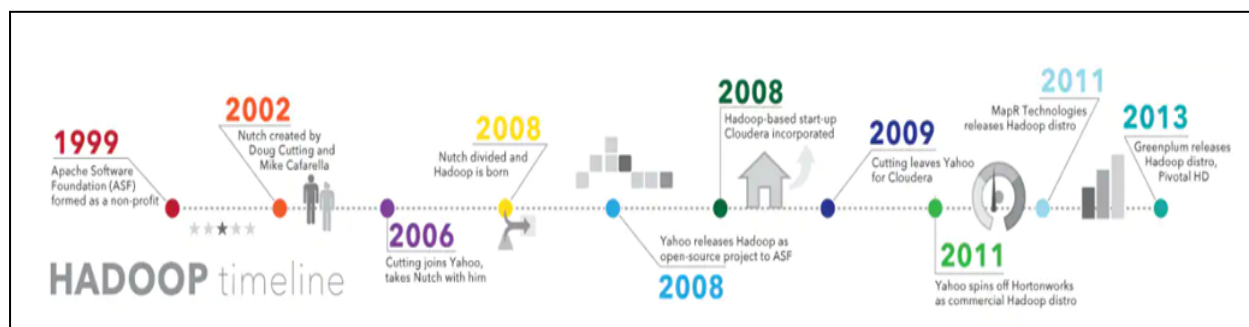 1999
Apache Software
Foundation (ASF)
formed as a non-profit
2002
Nutch created by
Doug Cutting and
Mike Cafarella
2006
Cutting joins Yahoo,
takes Nutch with him
2008
Nutch divided and
Hadoop is born
Yahoo releases Hadoop as
open-source project to ASF
2008
2008
Hadoop-based start-up
Cloudera incorporated
2009
Cutting leaves Yahoo
for Cloudera
2011
Yahoo spins off Hortonworks
as commercial Hadoop distro
2011
MapR Technologies
releases Hadoop distro
2013
Greenplum releases
Hadoop distro,
Pivotal HD
HADOOP timeline